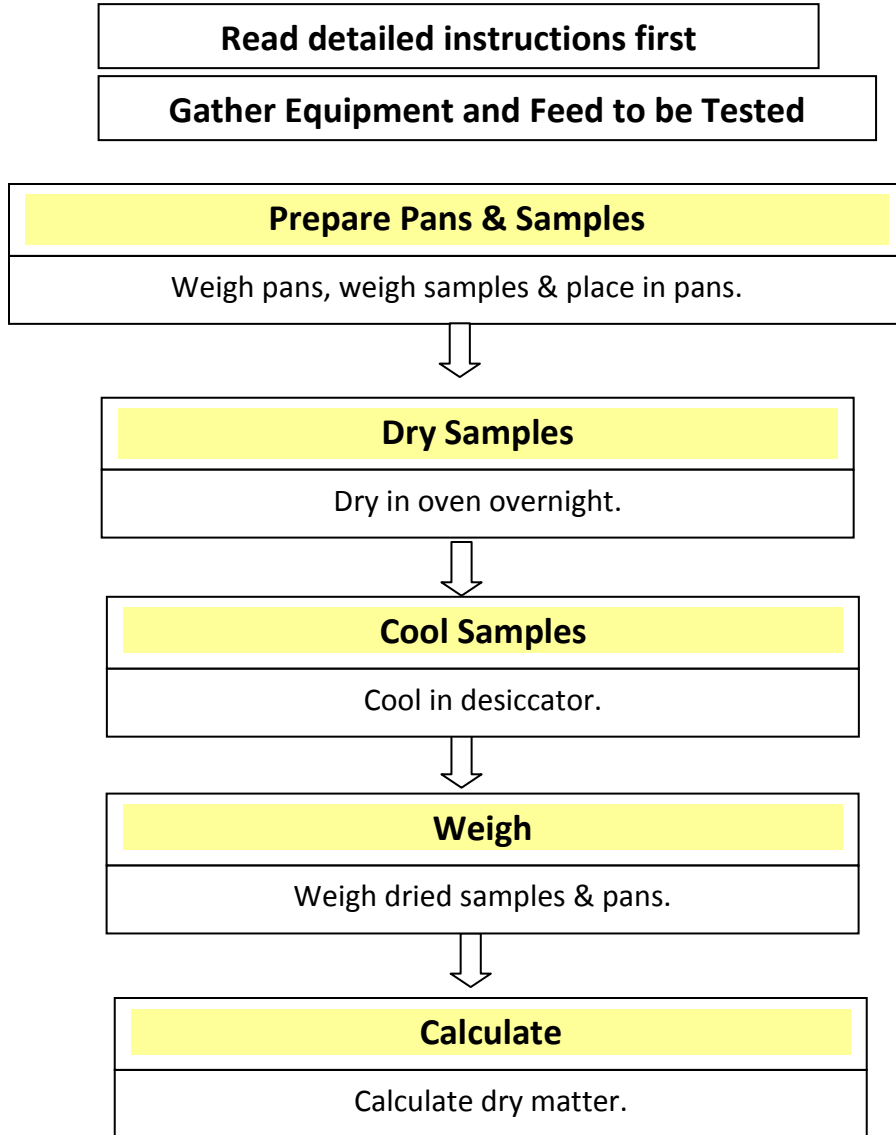 Read detailed instructions first
Gather Equipment and Feed to be Tested
Prepare Pans & Samples
Weigh pans, weigh samples & place in pans.
Dry Samples
Dry in oven overnight.
Cool Samples
Cool in desiccator.
Weigh
Weigh dried samples & pans.
Calculate
Calculate dry matter.